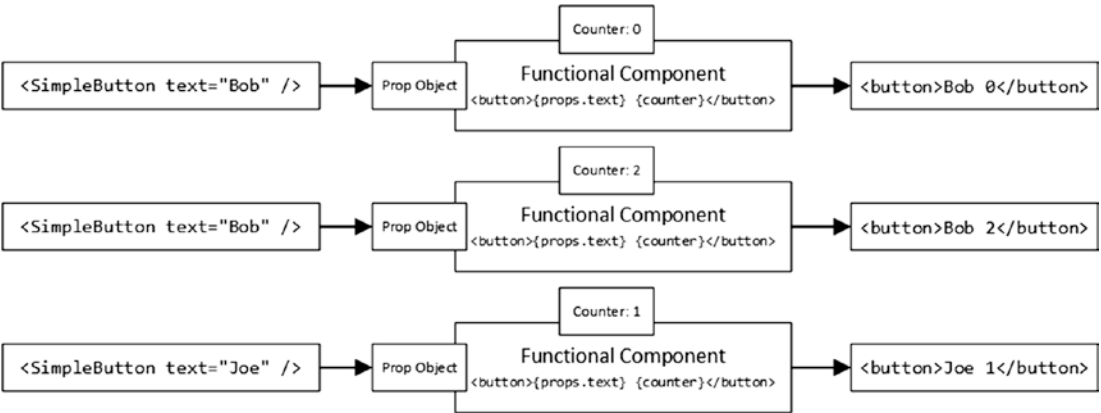 Counter: 0
<SimpleButton text="Bob" />
Prop Object
Functional Component
<button>{props.text} {counter}</button>
<button>Bob 0</button>
Counter: 2
<SimpleButton text="Bob" />
Prop Object
Functional Component
<button>{props.text} {counter}</button>
<button>Bob 2</button>
Counter: 1
<SimpleButton text="Joe" />
Prop Object
Functional Component
<button>{props.text} {counter}</button>
<button>Joe 1</button>